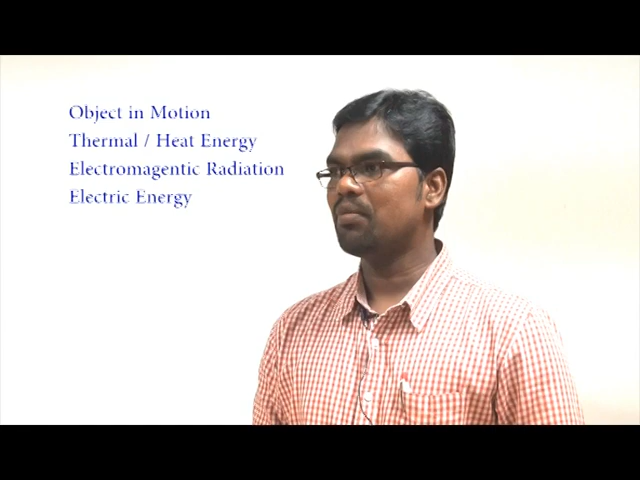 Object in Motion
Thermal / Heat Energy
Electromagentic Radiation
Electric Energy